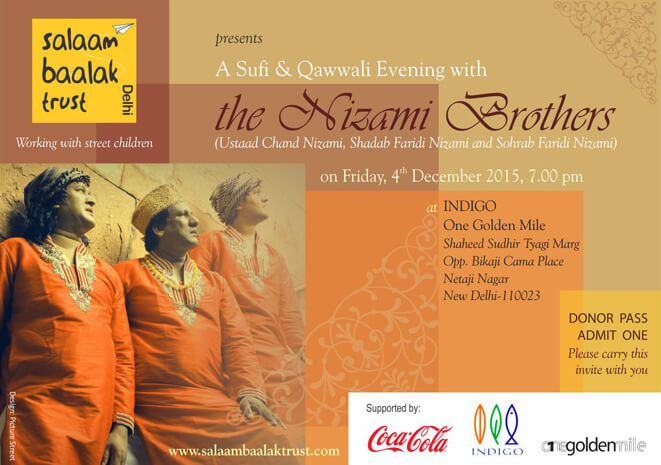 salaam
baalak
trust
Delhi
Working with street children
presents
A Sufi & Qawwali Evening with
the Nizami Brothers
(Ustaad Chand Nizami, Shadab Faridi Nizami and Sohrab Faridi Nizami)
on Friday, 4th December 2015, 7.00 pm
at INDIGO
One Golden Mile
Shaheed Sudhir Tyagi Marg
Opp. Bikaji Cama Place
Netaji Nagar
New Delhi-110023
DONOR PASS
ADMIT ONE
Please carry this
invite with you
Design: Picture Street
www.salaambaalaktrust.com
Supported by:
Coca-Cola
INDIGO
onegoldenmile